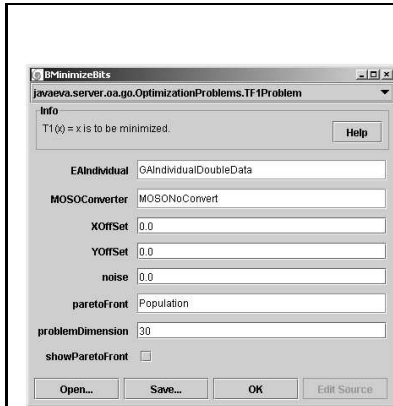 BMinimizeBits
javaeva.server.oa.go.OptimizationProblems.TF1Problem
Info
T1(x) = x is to be minimized.
Help
EAIndividual GAIndividualDoubleData
MOSOConverter MOSONoConvert
XOffSet 0.0
YOffSet 0.0
noise 0.0
paretoFront Population
problemDimension 30
showParetoFront
Open... Save... OK Edit Source